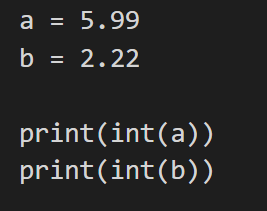 a = 5.99
b = 2.22
print(int(a))
print(int(b))